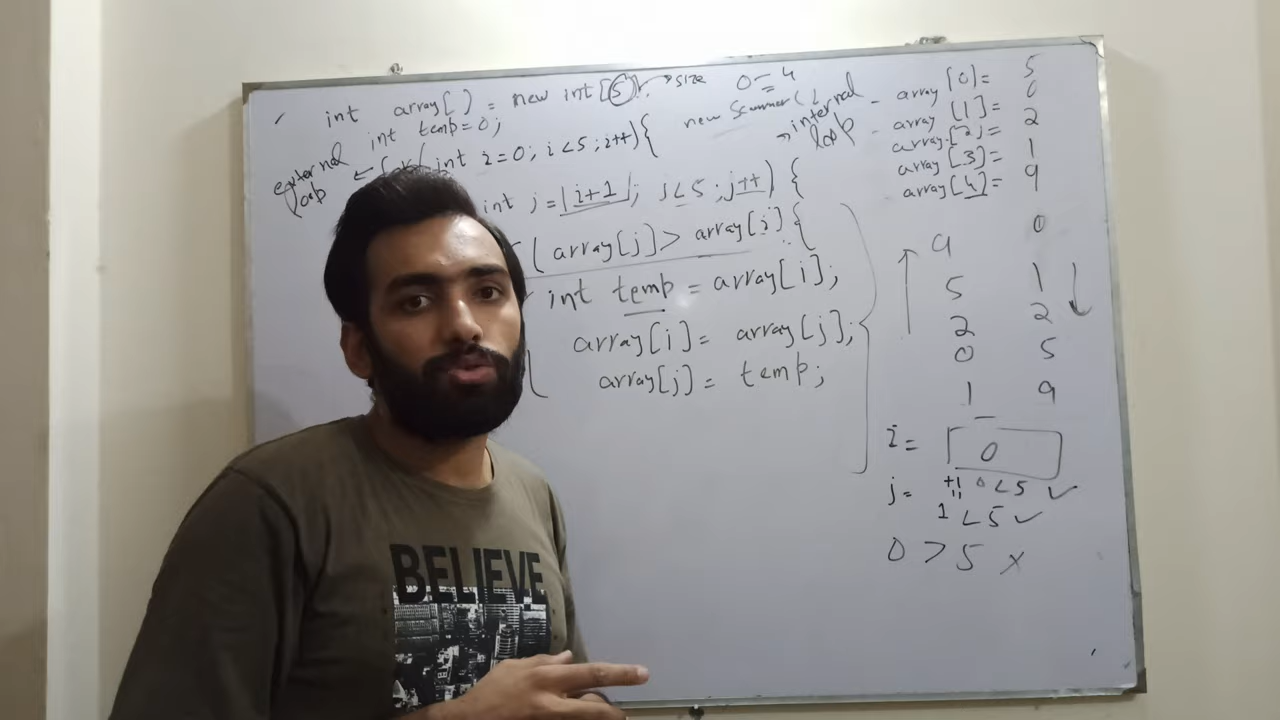 int array[] = new int[5]; size 0 - 4
int temp=0; new Scanner(
external loop
int i=0; i<5; i++){
internal loop
int j=i+1; j<5; j++) {
( array[j]> array[i]{
int temp = array[i];
array[i]= array[j];
array[j]= temp;
array[0]= 5
array[1]= 0
array[2]= 2
array[3]= 1
array[4]= 9
9 0
5 1
2 2
0 5
1 9
i= 0
j= +1 0<5 ✓
1<5 ✓
0 > 5 x
BELIEVE